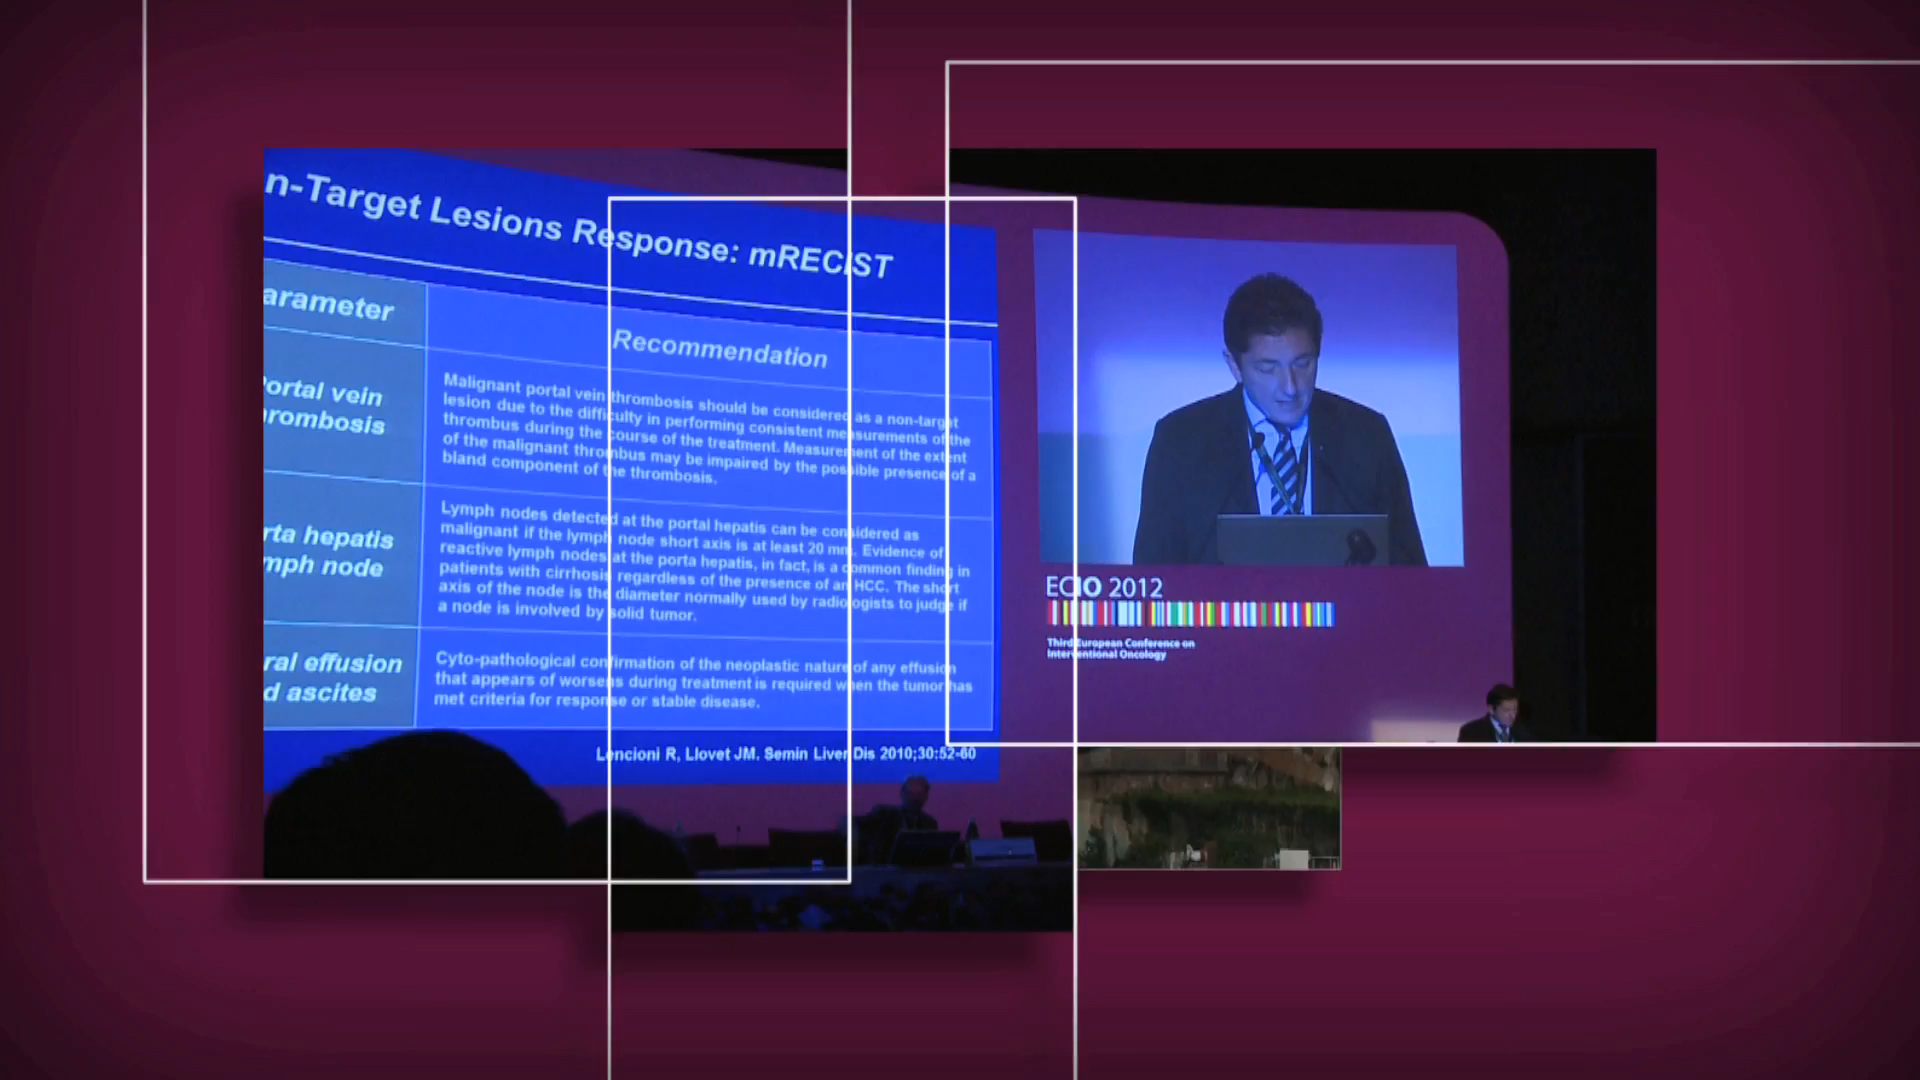 n-Target Lesions Response: mRECIST
arameter
Recommendation
ortal vein
rombosis
Malignant portal vein thrombosis should be considered as a non-target
lesion due to the difficulty in performing consistent measurements of the
thrombus during the course of the treatment. Measurement of the extent
of the malignant thrombus may be impaired by the possible presence of a
bland component of the thrombosis.
rta hepatis
mph node
Lymph nodes detected at the portal hepatis can be considered as
malignant if the lymph node short axis is at least 20 mm. Evidence of
reactive lymph nodes at the porta hepatis, in fact, is a common finding in
patients with cirrhosis regardless of the presence of an HCC. The short
axis of the node is the diameter normally used by radiologists to judge if
a node is involved by solid tumor.
ral effusion
d ascites
Cyto-pathological confirmation of the neoplastic nature of any effusion
that appears of worsens during treatment is required when the tumor has
met criteria for response or stable disease.
Lencioni R, Llovet JM. Semin Liver Dis 2010;30:52-60
ECIO 2012
Third European Conference on
Interventional Oncology